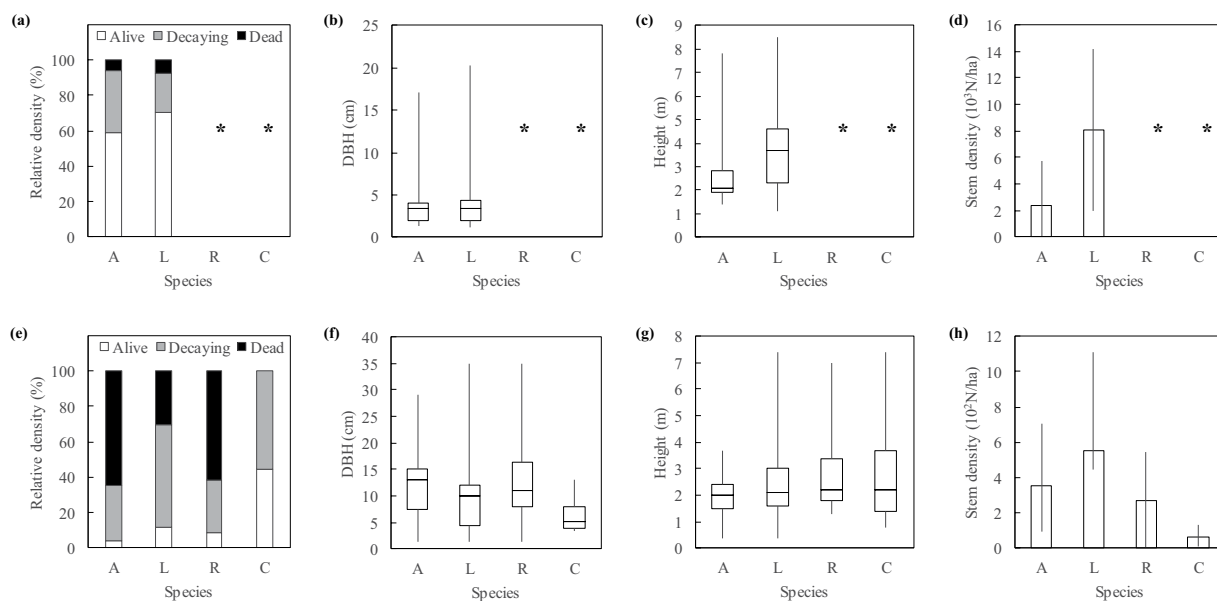 (a)
Alive Decaying Dead
Relative density (%)
100
80
60
40
20
0
* *
A L R C
Species
(b)
DBH (cm)
25
20
15
10
5
0
* *
A L R C
Species
(c)
Height (m)
9
8
7
6
5
4
3
2
1
0
* *
A L R C
Species
(d)
Stem density (10³N/ha)
16
14
12
10
8
6
4
2
0
* *
A L R C
Species
(e)
Alive Decaying Dead
Relative density (%)
100
80
60
40
20
0
A L R C
Species
(f)
DBH (cm)
40
35
30
25
20
15
10
5
0
A L R C
Species
(g)
Height (m)
8
7
6
5
4
3
2
1
0
A L R C
Species
(h)
Stem density (10²N/ha)
12
10
8
6
4
2
0
A L R C
Species